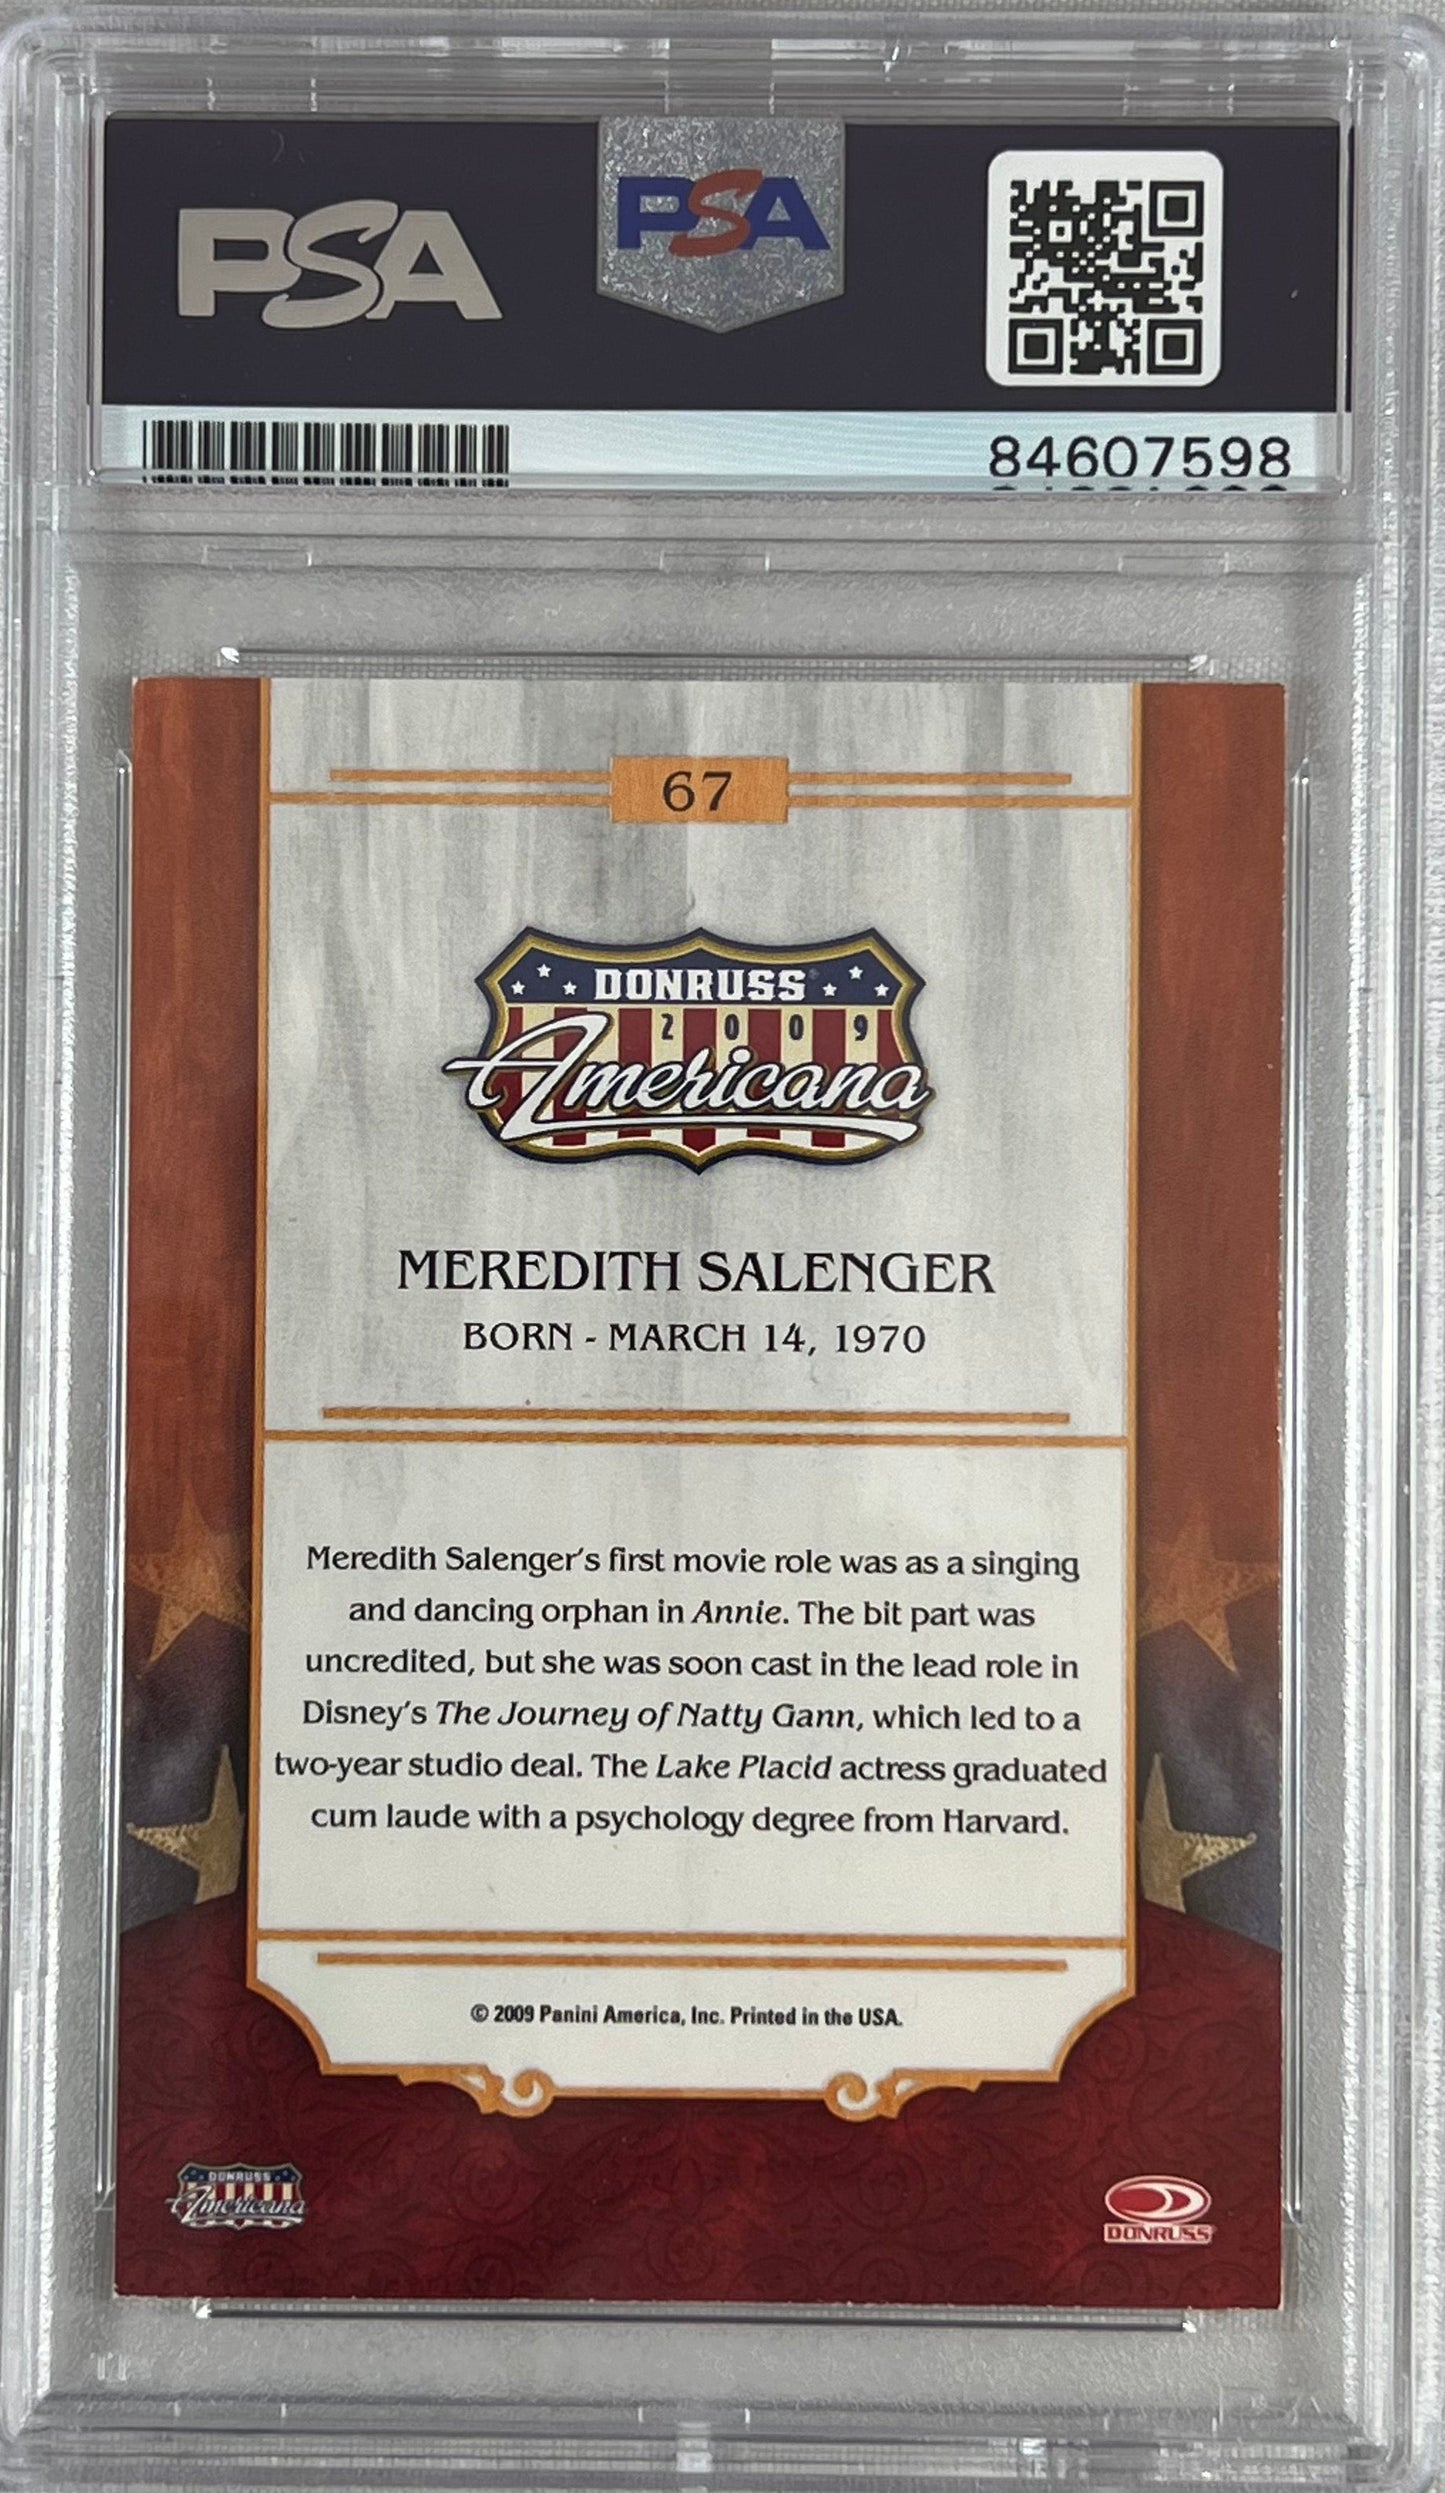 PSA
PSA
84607598
67
DONRUSS
2009
Americana
MEREDITH SALENGER
BORN - MARCH 14, 1970
Meredith Salenger's first movie role was as a singing
and dancing orphan in Annie. The bit part was
uncredited, but she was soon cast in the lead role in
Disney's The Journey of Natty Gann, which led to a
two-year studio deal. The Lake Placid actress graduated
cum laude with a psychology degree from Harvard.
© 2009 Panini America, Inc. Printed in the USA.
DONRUSS
Americana
DONRUSS